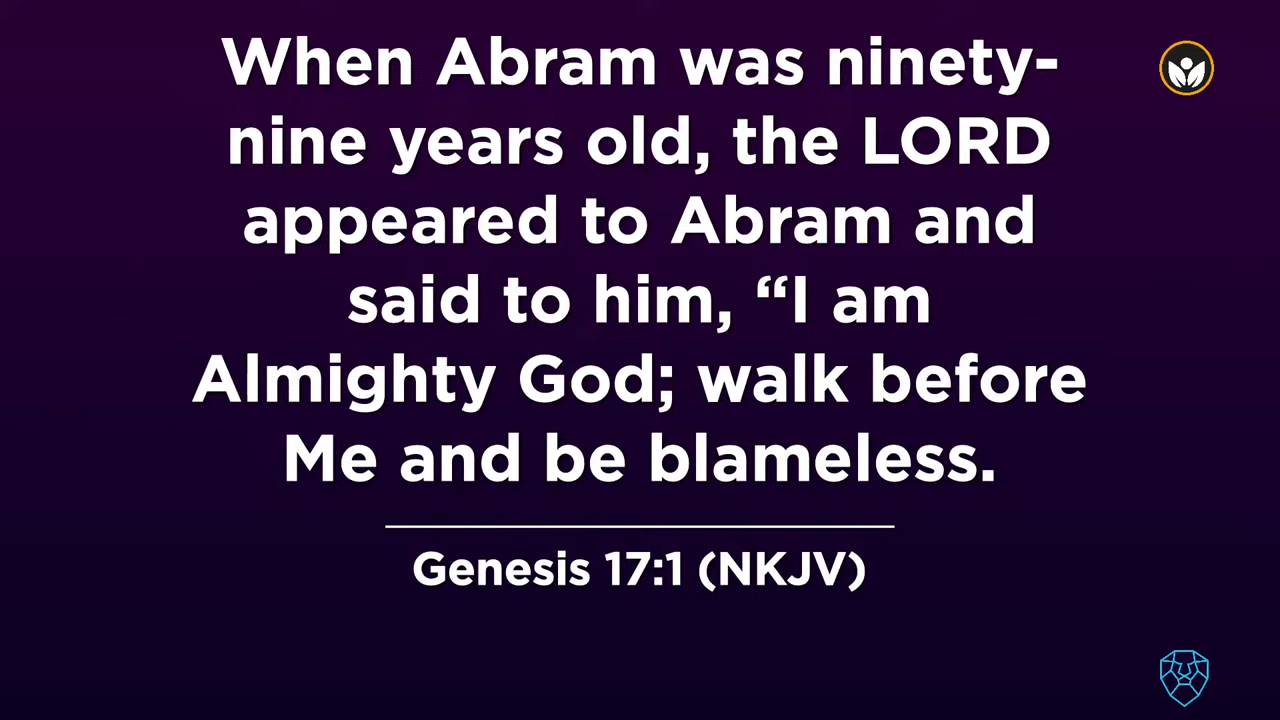 When Abram was ninety-
nine years old, the LORD
appeared to Abram and
said to him, “I am
Almighty God; walk before
Me and be blameless.
Genesis 17:1 (NKJV)